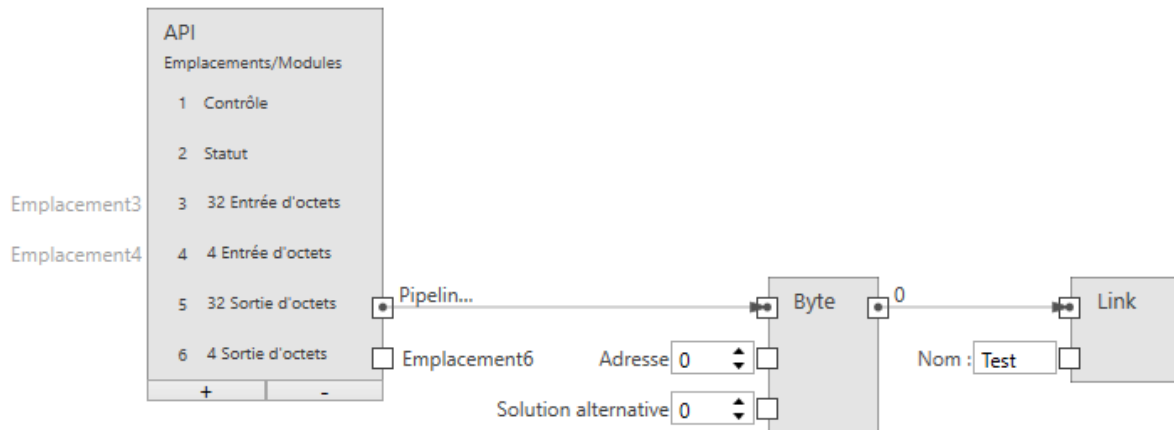 API
Emplacements/Modules
1 Contrôle
2 Statut
Emplacement3 3 32 Entrée d'octets
Emplacement4 4 4 Entrée d'octets
5 32 Sortie d'octets Pipelin... Byte 0 Link
6 4 Sortie d'octets Emplacement6 Adresse 0 Nom : Test
+ -
Solution alternative 0